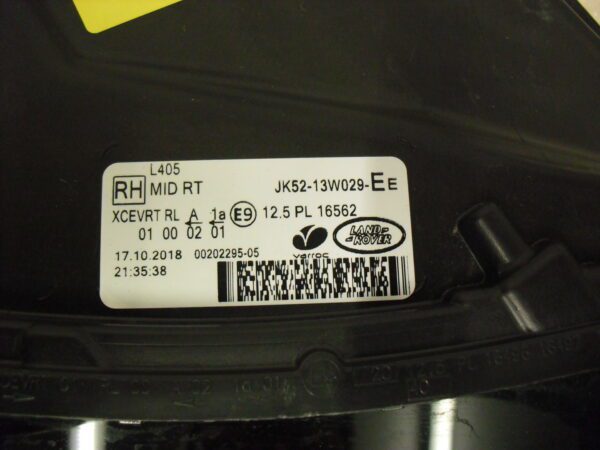 L405
RH MID RT JK52-13W029-EE
XCEVRT RL A 1a E9 12.5 PL 16562
01 00 02 01
LAND ROVER
varroc
17.10.2018 00202295-05
21:35:38